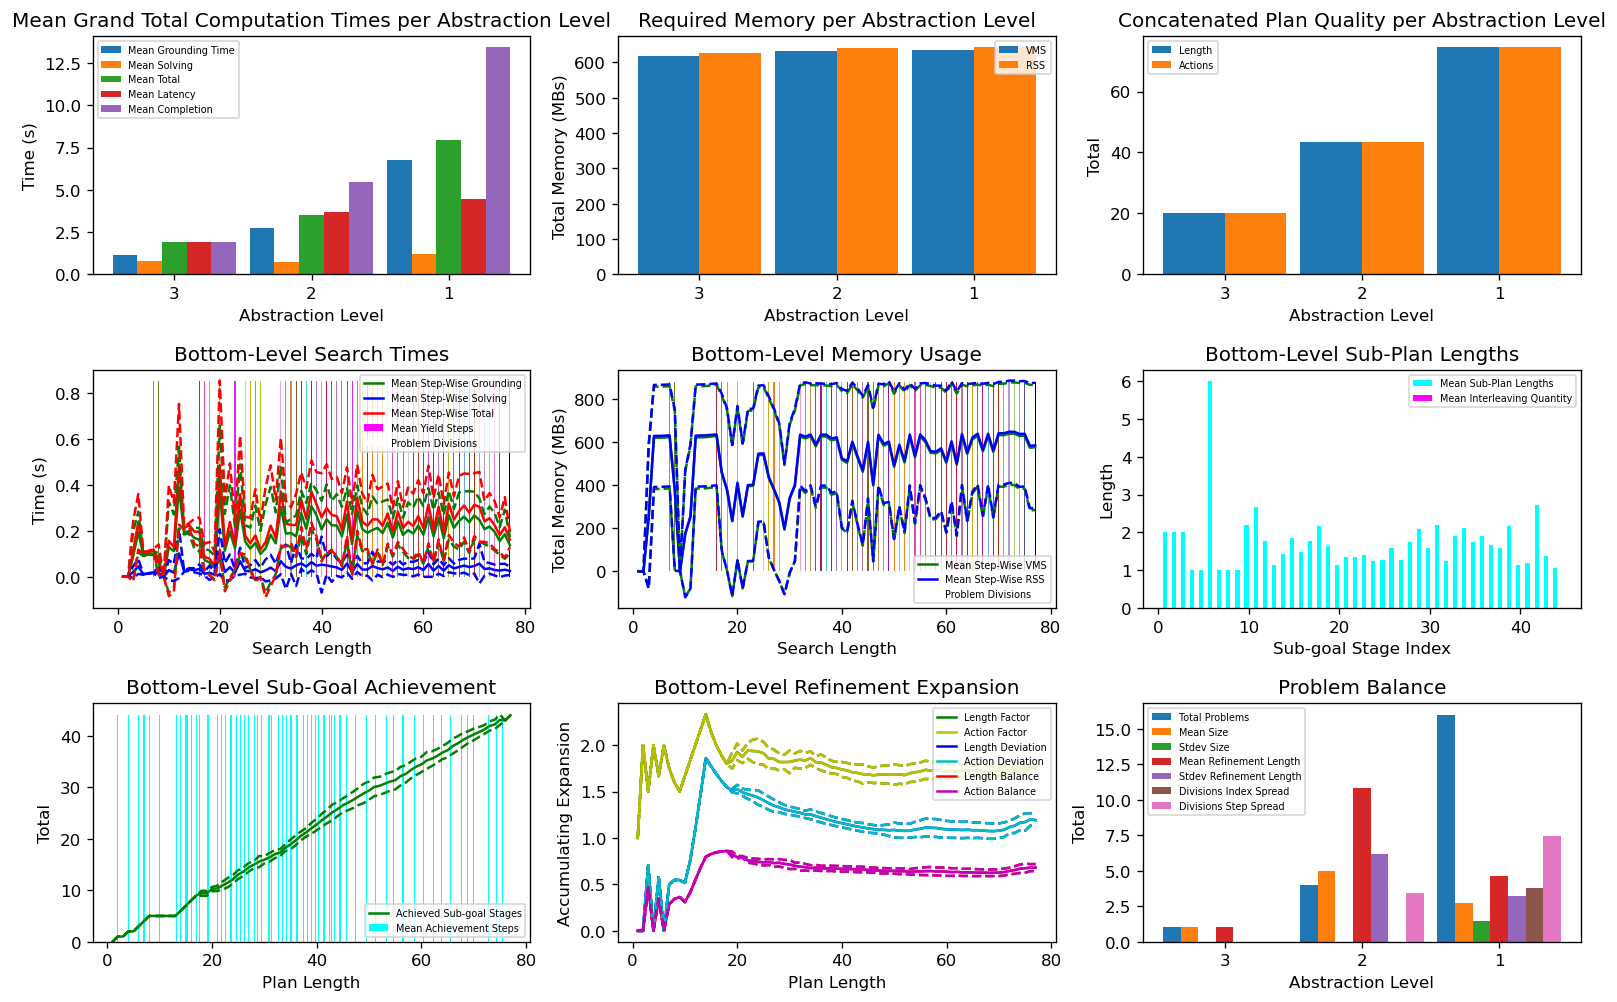 Mean Grand Total Computation Times per Abstraction Level
Time (s)
12.5
10.0
7.5
5.0
2.5
0.0
Mean Grounding Time
Mean Solving
Mean Total
Mean Latency
Mean Completion
3
2
1
Abstraction Level
Required Memory per Abstraction Level
Total Memory (MBs)
600
500
400
300
200
100
0
VMS
RSS
3
2
1
Abstraction Level
Concatenated Plan Quality per Abstraction Level
Total
60
40
20
0
Length
Actions
3
2
1
Abstraction Level
Bottom-Level Search Times
Time (s)
0.8
0.6
0.4
0.2
0.0
Mean Step-Wise Grounding
Mean Step-Wise Solving
Mean Step-Wise Total
Mean Yield Steps
Problem Divisions
0
20
40
60
80
Search Length
Bottom-Level Memory Usage
Total Memory (MBs)
800
600
400
200
0
Mean Step-Wise VMS
Mean Step-Wise RSS
Problem Divisions
0
20
40
60
80
Search Length
Bottom-Level Sub-Plan Lengths
Length
6
5
4
3
2
1
0
Mean Sub-Plan Lengths
Mean Interleaving Quantity
0
10
20
30
40
Sub-goal Stage Index
Bottom-Level Sub-Goal Achievement
Total
40
30
20
10
0
Achieved Sub-goal Stages
Mean Achievement Steps
0
20
40
60
80
Plan Length
Bottom-Level Refinement Expansion
Accumulating Expansion
2.0
1.5
1.0
0.5
0.0
Length Factor
Action Factor
Length Deviation
Action Deviation
Length Balance
Action Balance
0
20
40
60
80
Plan Length
Problem Balance
Total
15.0
12.5
10.0
7.5
5.0
2.5
0.0
Total Problems
Mean Size
Stdev Size
Mean Refinement Length
Stdev Refinement Length
Divisions Index Spread
Divisions Step Spread
3
2
1
Abstraction Level